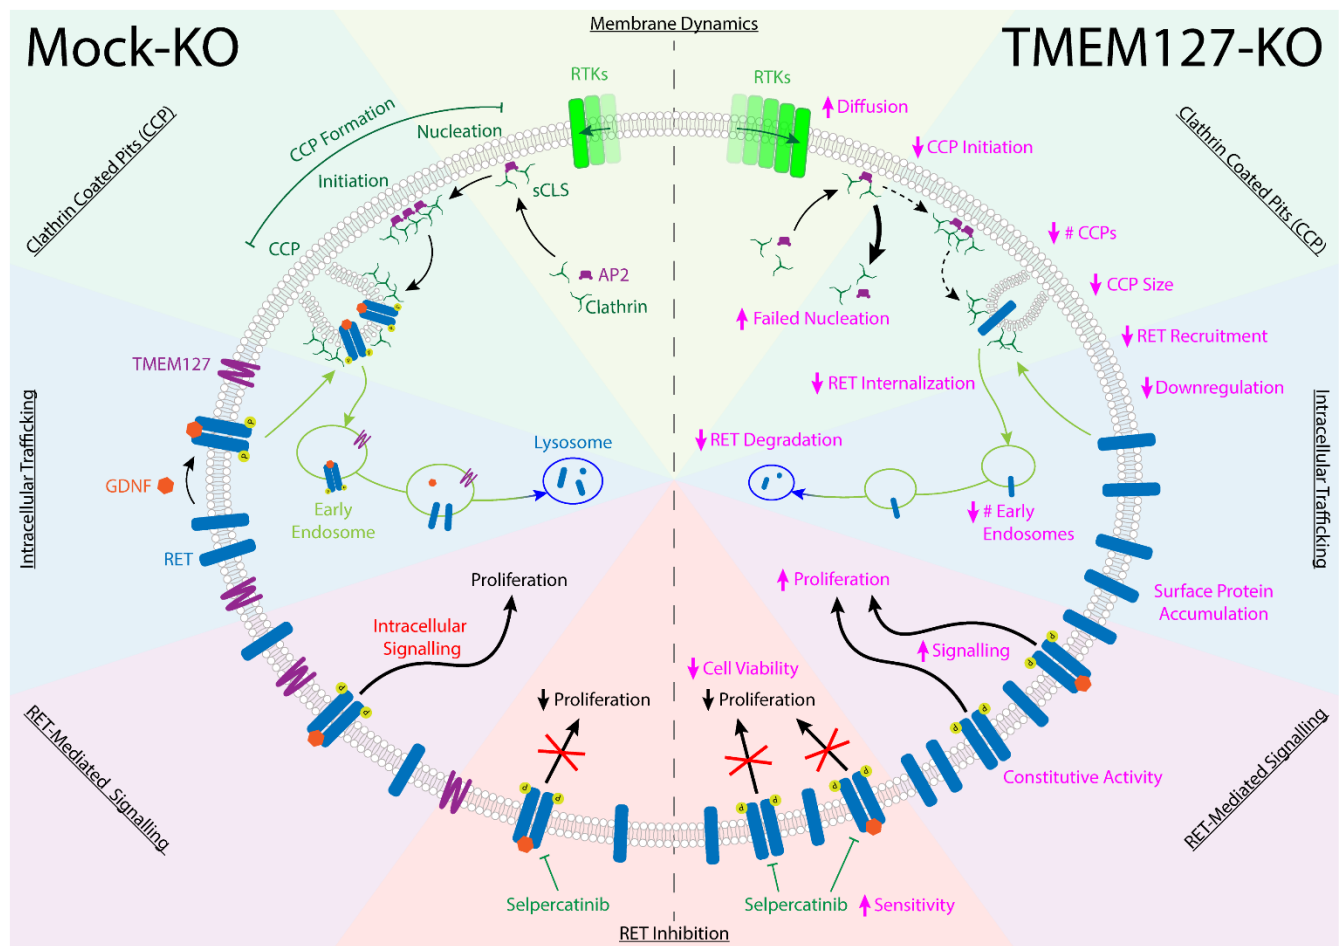 Membrane Dynamics
Mock-KO
TMEM127-KO
Clathrin Coated Pits (CCP)
CCP Formation
Nucleation
Initiation
CCP
RTKs
sCLS
AP2
Clathrin
RTKs
Diffusion
CCP Initiation
Clathrin Coated Pits (CCP)
# CCPs
CCP Size
Failed Nucleation
RET Recruitment
Downregulation
RET Internalization
RET Degradation
# Early
Endosomes
Intracellular Trafficking
TMEM127
P
P
P
P
P
P
GDNF
RET
Early
Endosome
P
P
Lysosome
Intracellular Trafficking
Surface Protein
Accumulation
Proliferation
Intracellular
Signalling
P
P
RET-Mediated Signalling
Proliferation
P
P
Selpercatinib
Cell Viability
Proliferation
P
P
P
P
Selpercatinib
Sensitivity
Proliferation
Signalling
P
P
P
P
Constitutive Activity
RET-Mediated Signalling
RET Inhibition